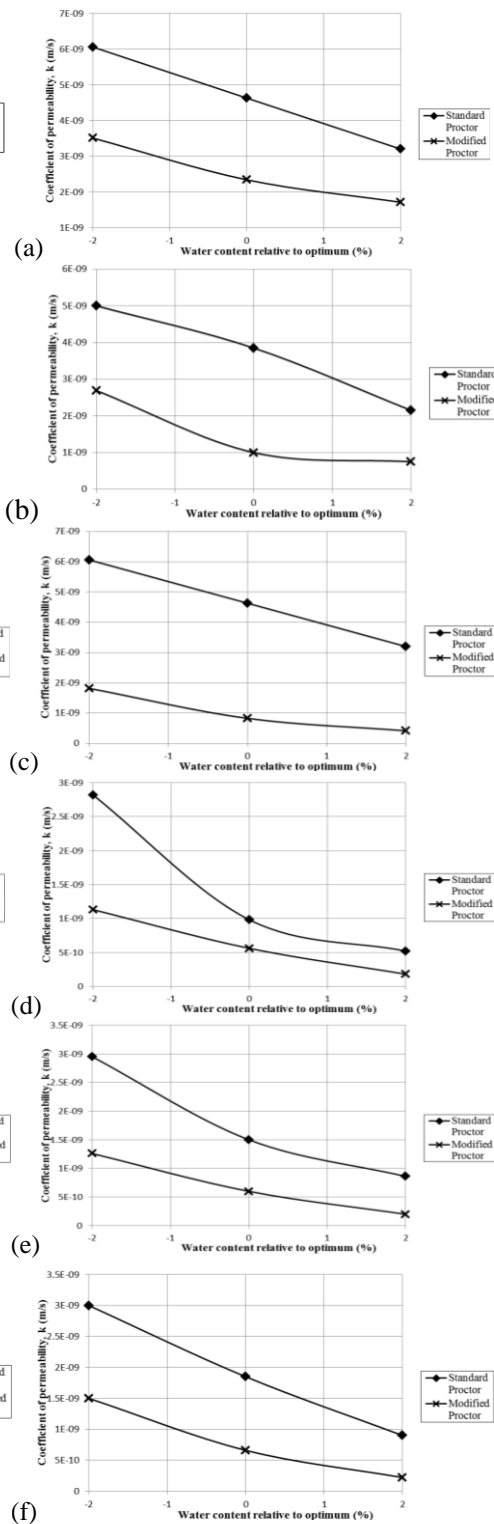 7E-09
6E-09
5E-09
4E-09
3E-09
2E-09
1E-09
Coefficient of permeability, k (m/s)
-2 -1 0 1 2
Water content relative to optimum (%)
Standard
Proctor
Modified
Proctor
(a)
6E-09
5E-09
4E-09
3E-09
2E-09
1E-09
0
Coefficient of permeability, k (m/s)
-2 -1 0 1 2
Water content relative to optimum (%)
Standard
Proctor
Modified
Proctor
(b)
7E-09
6E-09
5E-09
4E-09
3E-09
2E-09
1E-09
0
Coefficient of permeability, k (m/s)
-2 -1 0 1 2
Water content relative to optimum (%)
d
d
Standard
Proctor
Modified
Proctor
(c)
3E-09
2.5E-09
2E-09
1.5E-09
1E-09
5E-10
0
Coefficient of permeability, k (m/s)
-2 -1 0 1 2
Water content relative to optimum (%)
Standard
Proctor
Modified
Proctor
(d)
3.5E-09
3E-09
2.5E-09
2E-09
1.5E-09
1E-09
5E-10
0
Coefficient of permeability, k (m/s)
-2 -1 0 1 2
Water content relative to optimum (%)
d
ed
Standard
Proctor
Modified
Proctor
(e)
3.5E-09
3E-09
2.5E-09
2E-09
1.5E-09
1E-09
5E-10
0
Coefficient of permeability, k (m/s)
-2 -1 0 1 2
Water content relative to optimum (%)
d
ed
Standard
Proctor
Modified
Proctor
(f)